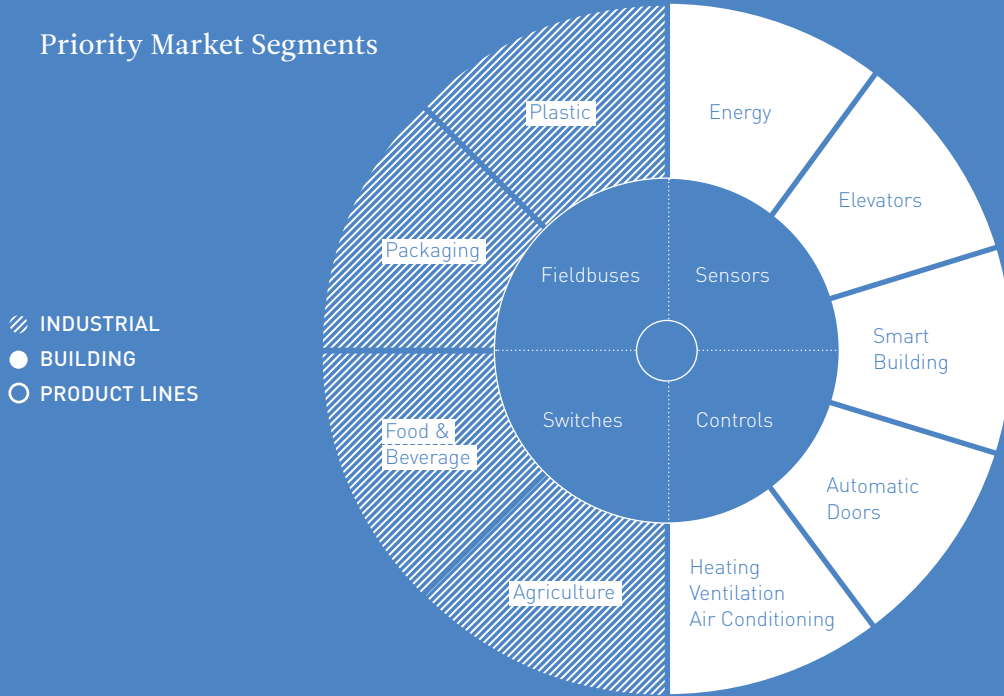 Priority Market Segments
Plastic
Energy
Elevators
Packaging
Fieldbuses
Sensors
INDUSTRIAL
BUILDING
PRODUCT LINES
Smart
Building
Switches
Controls
Food &
Beverage
Automatic
Doors
Agriculture
Heating
Ventilation
Air Conditioning